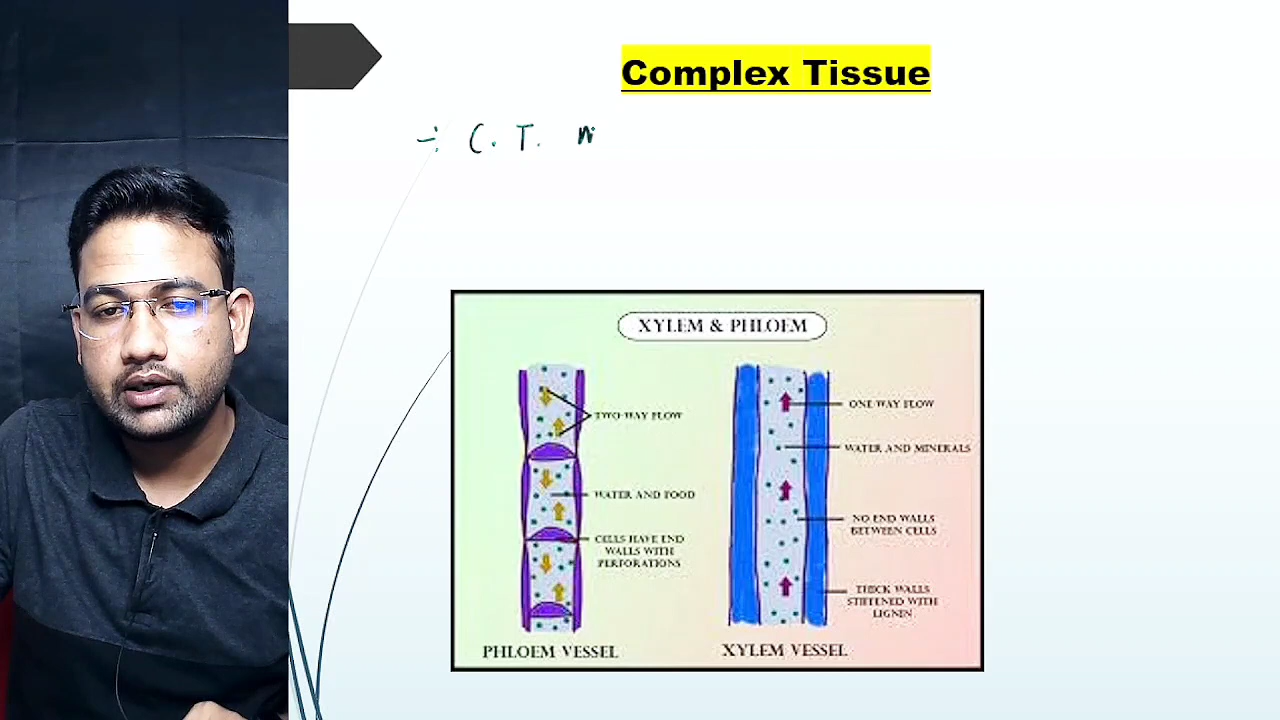 Complex Tissue
C. T.
XYLEM & PHLOEM
TWO-WAY FLOW
WATER AND FOOD
CELLS HAVE END
WALLS WITH
PERFORATIONS
PHLOEM VESSEL
ONE-WAY FLOW
WATER AND MINERALS
NO END WALLS
BETWEEN CELLS
THICK WALLS
STIFFENED WITH
LIGNIN
XYLEM VESSEL